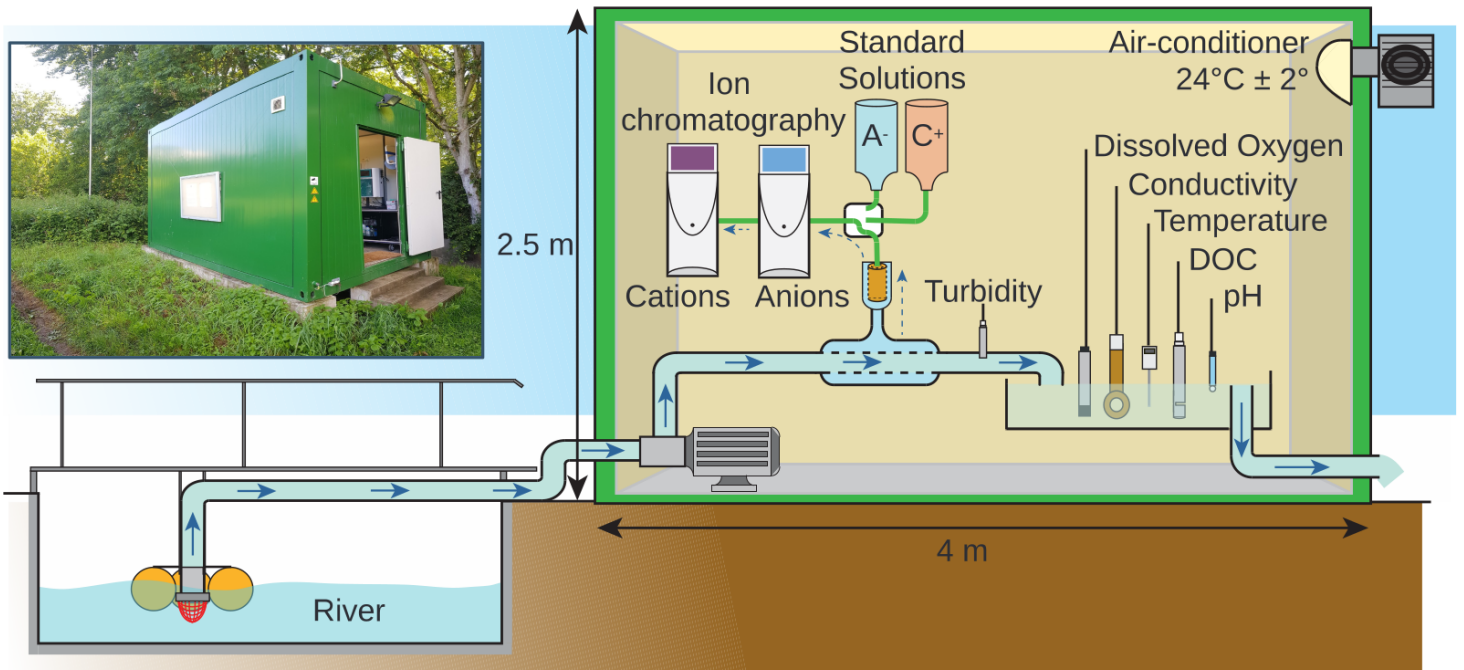 Standard
Solutions
Air-conditioner
24°C ± 2°
Ion
chromatography
A-
C+
Dissolved Oxygen
Conductivity
Temperature
DOC
pH
2.5 m
Cations
Anions
Turbidity
4 m
River